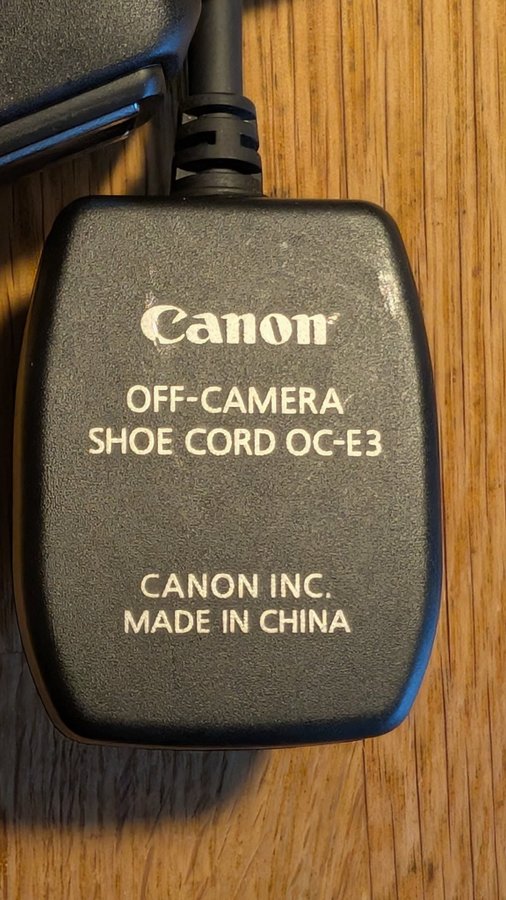 Canon
OFF-CAMERA
SHOE CORD OC-E3
CANON INC.
MADE IN CHINA